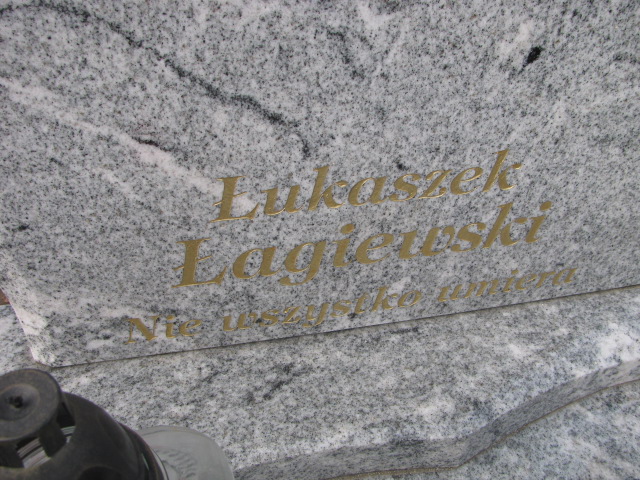 Łukaszek
Łagiewski
Nie wszystko umiera